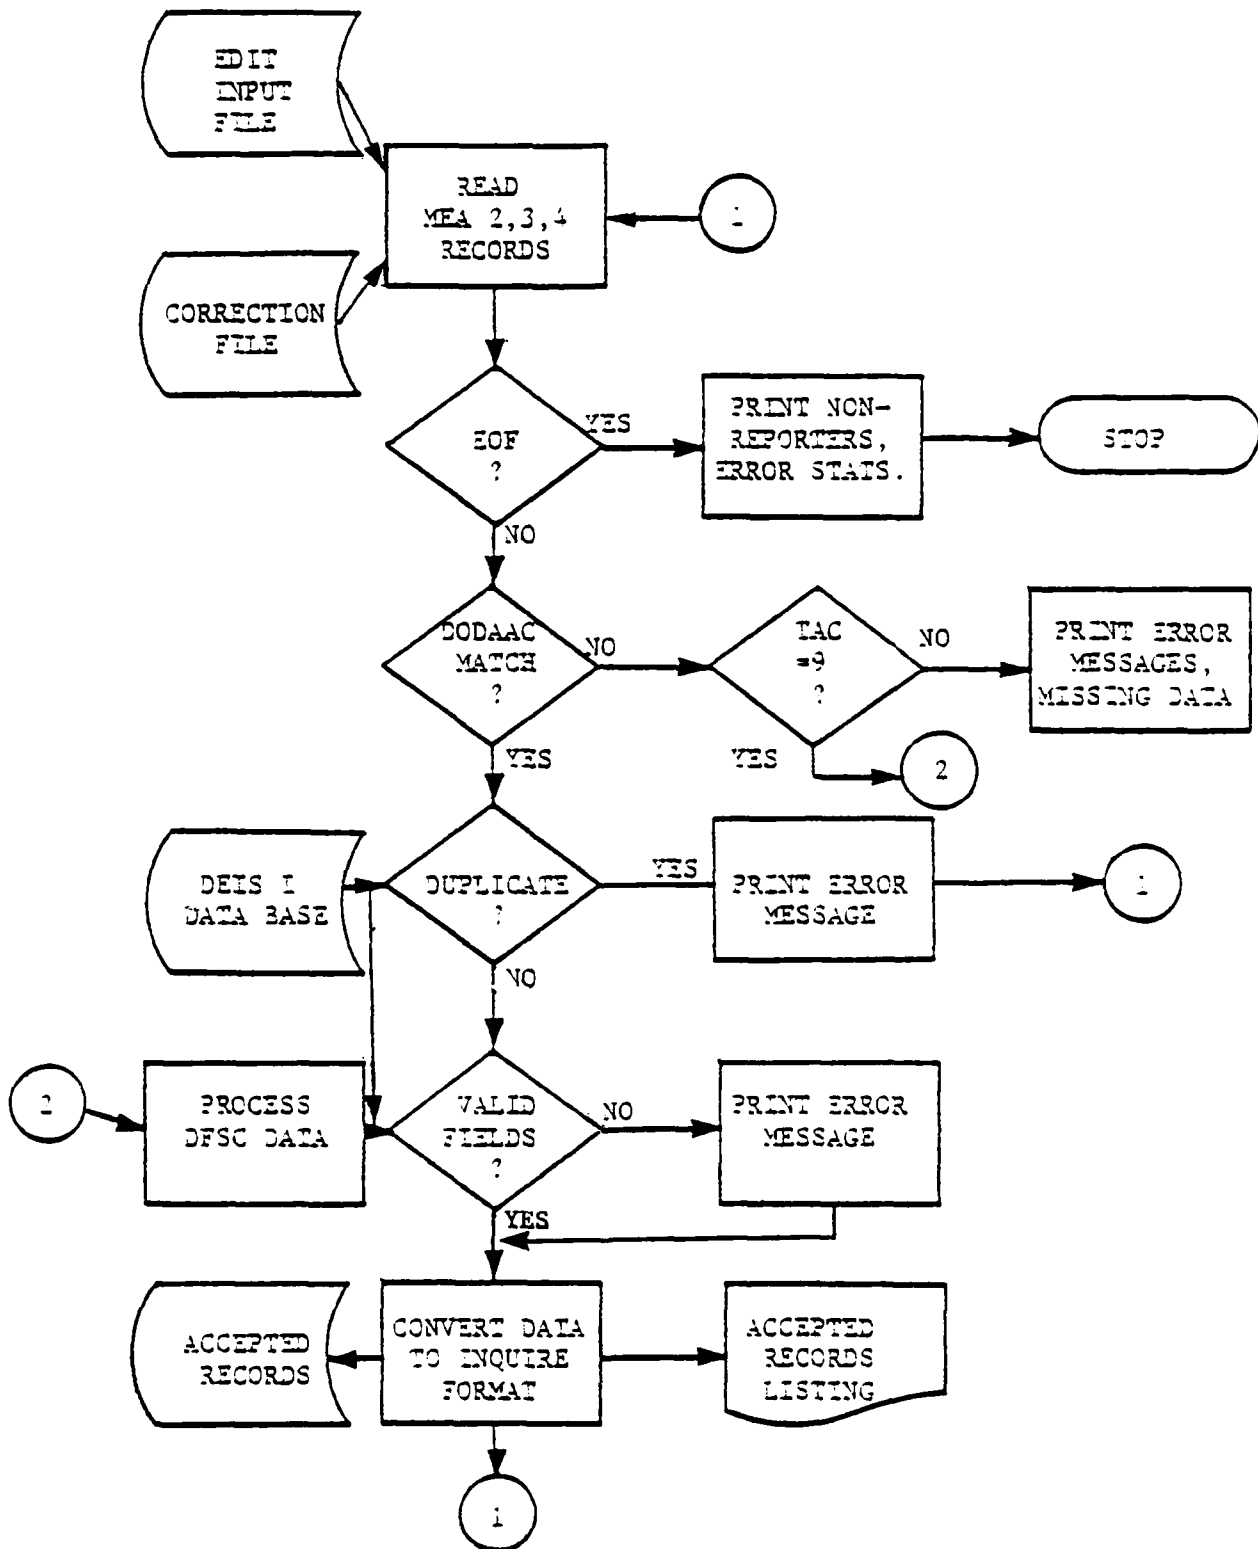 EDIT
INPUT
FILE
READ
MEA 2,3,4
RECORDS
1
CORRECTION
FILE
EOF
?
YES
PRINT NON-
REPORTERS,
ERROR STATS.
STOP
NO
DODAAC
MATCH
?
NO
TAC
=9
?
NO
PRINT ERROR
MESSAGES,
MISSING DATA
YES
YES
2
DEIS I
DATA BASE
DUPLICATE
?
YES
PRINT ERROR
MESSAGE
1
NO
2
PROCESS
DFSC DATA
VALID
FIELDS
?
NO
PRINT ERROR
MESSAGE
YES
ACCEPTED
RECORDS
CONVERT DATA
TO INQUIRE
FORMAT
ACCEPTED
RECORDS
LISTING
1